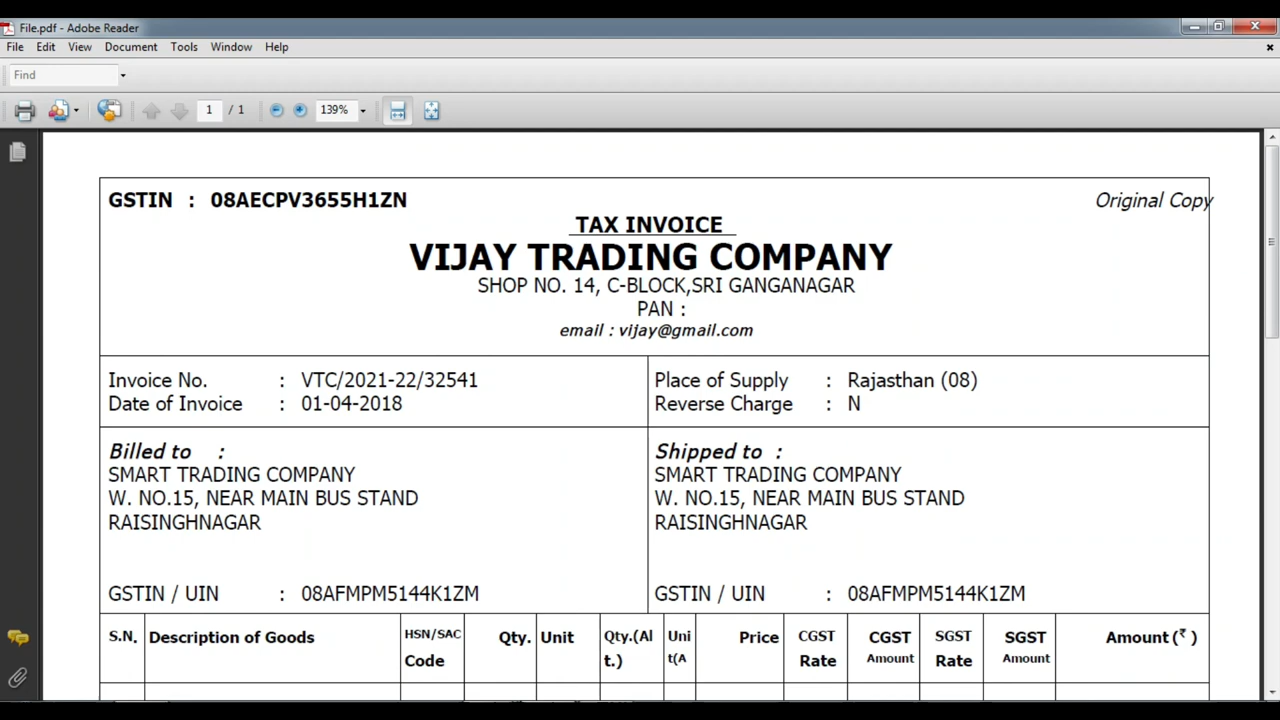 File.pdf - Adobe Reader
File Edit View Document Tools Window Help
Find
1 / 1 139%
GSTIN : 08AECPV3655H1ZN Original Copy
TAX INVOICE
VIJAY TRADING COMPANY
SHOP NO. 14, C-BLOCK,SRI GANGANAGAR
PAN :
email : vijay@gmail.com
Invoice No. : VTC/2021-22/32541
Date of Invoice : 01-04-2018
Place of Supply : Rajasthan (08)
Reverse Charge : N
Billed to :
SMART TRADING COMPANY
W. NO.15, NEAR MAIN BUS STAND
RAISINGHNAGAR
GSTIN / UIN : 08AFMPM5144K1ZM
Shipped to :
SMART TRADING COMPANY
W. NO.15, NEAR MAIN BUS STAND
RAISINGHNAGAR
GSTIN / UIN : 08AFMPM5144K1ZM
S.N. Description of Goods HSN/SAC Qty. Unit Qty.(Al Uni Price CGST CGST SGST SGST Amount (₹ )
Code t.) t(A Rate Amount Rate Amount